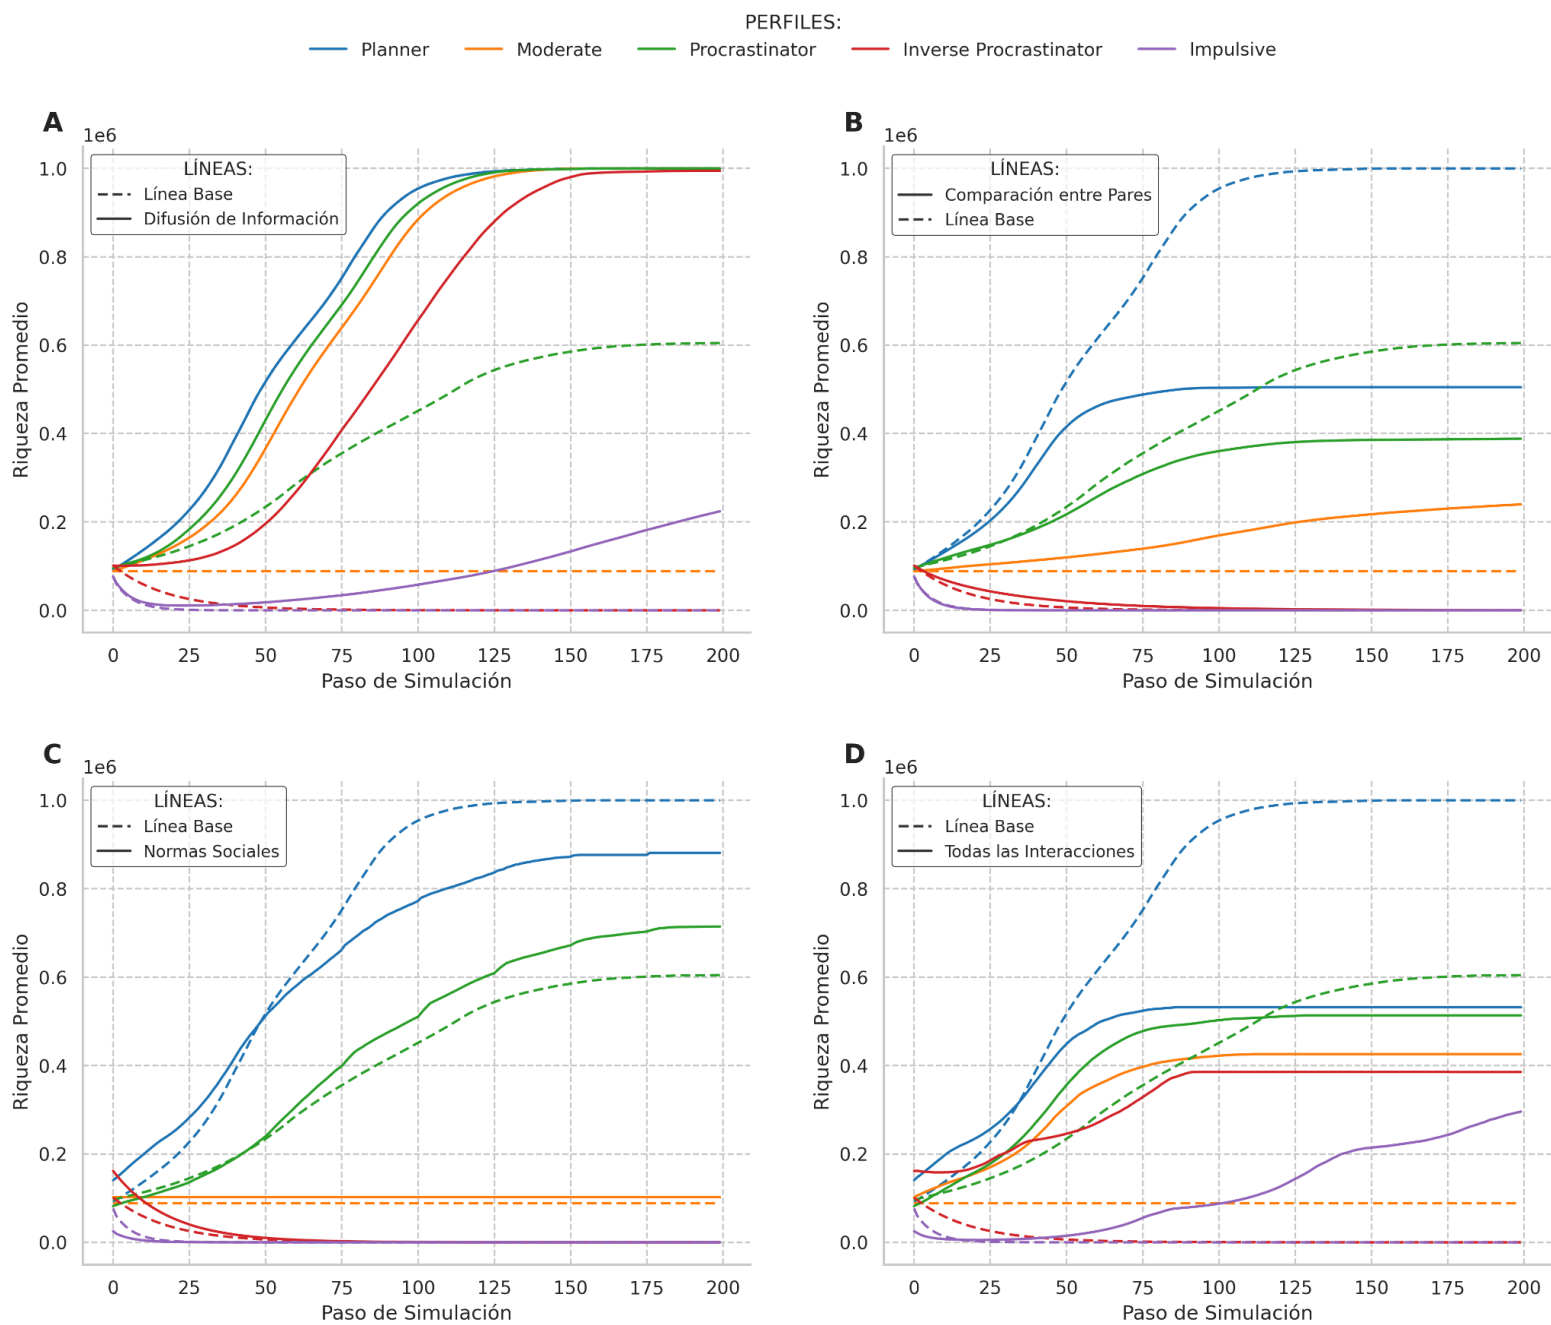 PERFILES:
Planner Moderate Procrastinator Inverse Procrastinator Impulsive
A
1e6
LÍNEAS:
Línea Base
Difusión de Información
1.0
0.8
0.6
0.4
0.2
0.0
Riqueza Promedio
0 25 50 75 100 125 150 175 200
Paso de Simulación
B
1e6
LÍNEAS:
Comparación entre Pares
Línea Base
1.0
0.8
0.6
0.4
0.2
0.0
Riqueza Promedio
0 25 50 75 100 125 150 175 200
Paso de Simulación
C
1e6
LÍNEAS:
Línea Base
Normas Sociales
1.0
0.8
0.6
0.4
0.2
0.0
Riqueza Promedio
0 25 50 75 100 125 150 175 200
Paso de Simulación
D
1e6
LÍNEAS:
Línea Base
Todas las Interacciones
1.0
0.8
0.6
0.4
0.2
0.0
Riqueza Promedio
0 25 50 75 100 125 150 175 200
Paso de Simulación